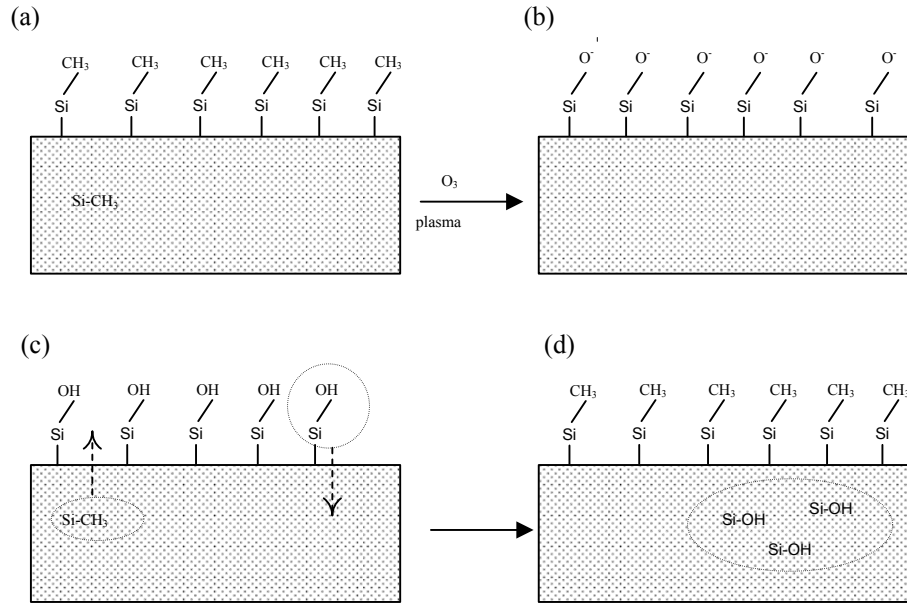 (a) (b)
CH₃ CH₃ CH₃ CH₃ CH₃ CH₃ O⁻ O⁻ O⁻ O⁻ O⁻ O⁻
Si Si Si Si Si Si Si Si Si Si Si Si
Si-CH₃
O₃
plasma
(c) (d)
OH OH OH OH OH CH₃ CH₃ CH₃ CH₃ CH₃ CH₃
Si Si Si Si Si Si Si Si Si Si Si
Si-CH₃
Si-OH Si-OH
Si-OH